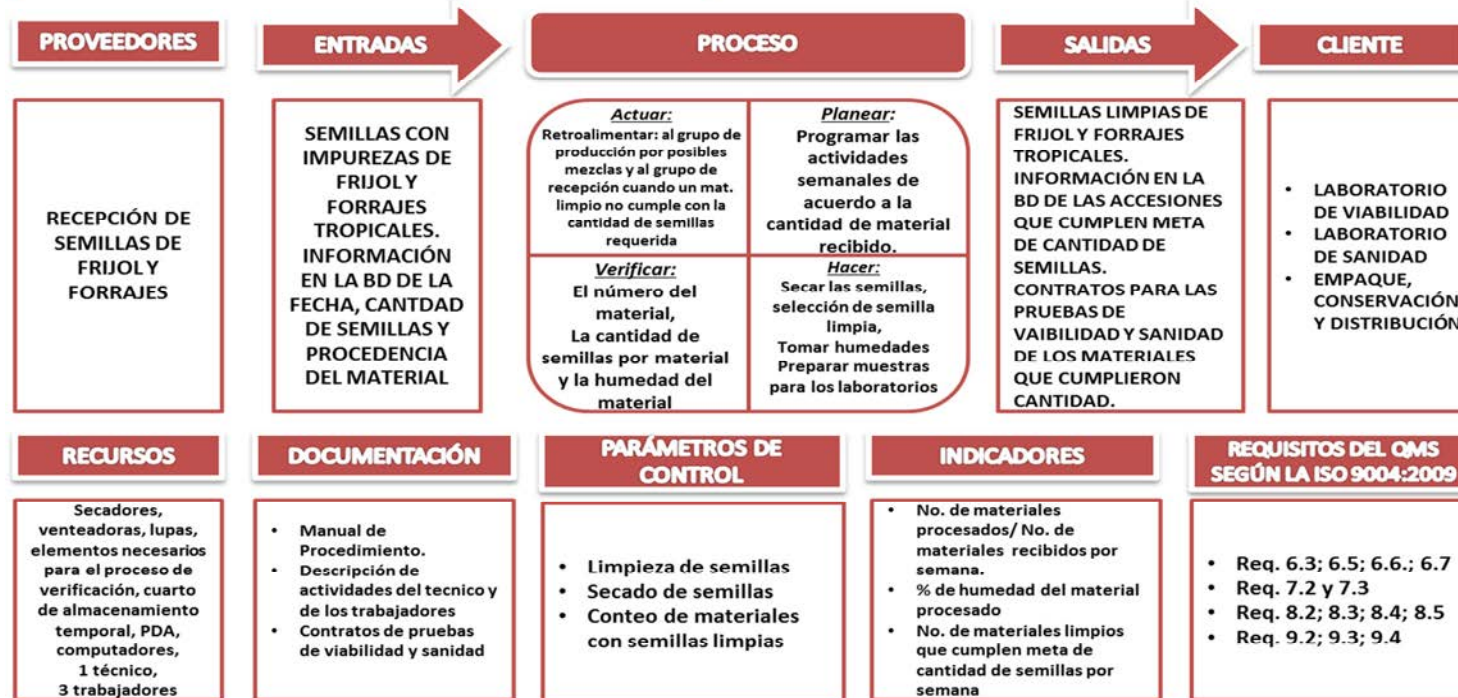 PROVEEDORES
ENTRADAS
PROCESO
SALIDAS
CLIENTE
RECEPCIÓN DE
SEMILLAS DE
FRIJOL Y
FORRAJES
SEMILLAS CON
IMPUREZAS DE
FRIJOL Y
FORRAJES
TROPICALES.
INFORMACIÓN
EN LA BD DE LA
FECHA, CANTDAD
DE SEMILLAS Y
PROCEDENCIA
DEL MATERIAL
Actuar:
Retroalimentar: al grupo de
producción por posibles
mezclas y al grupo de
recepción cuando un mat.
limpio no cumple con la
cantidad de semillas
requerida
Planear:
Programar las
actividades
semanales de
acuerdo a la
cantidad de material
recibido.
Verificar:
El número del
material,
La cantidad de
semillas por material
y la humedad del
material
Hacer:
Secar las semillas,
selección de semilla
limpia,
Tomar humedades
Preparar muestras
para los laboratorios
SEMILLAS LIMPIAS DE
FRIJOL Y FORRAJES
TROPICALES.
INFORMACIÓN EN LA
BD DE LAS ACCESIONES
QUE CUMPLEN META
DE CANTIDAD DE
SEMILLAS.
CONTRATOS PARA LAS
PRUEBAS DE
VAIBILIDAD Y SANIDAD
DE LOS MATERIALES
QUE CUMPLIERON
CANTIDAD.
• LABORATORIO
DE VIABILIDAD
• LABORATORIO
DE SANIDAD
• EMPAQUE,
CONSERVACIÓN
Y DISTRIBUCIÓN
RECURSOS
DOCUMENTACIÓN
PARÁMETROS DE
CONTROL
INDICADORES
REQUISITOS DEL QMS
SEGÚN LA ISO 9004:2009
Secadores,
venteadoras, lupas,
elementos necesarios
para el proceso de
verificación, cuarto
de almacenamiento
temporal, PDA,
computadores,
1 técnico,
3 trabajadores
• Manual de
Procedimiento.
• Descripción de
actividades del tecnico y
de los trabajadores
• Contratos de pruebas
de viabilidad y sanidad
• Limpieza de semillas
• Secado de semillas
• Conteo de materiales
con semillas limpias
• No. de materiales
procesados/ No. de
materiales recibidos por
semana.
• % de humedad del material
procesado
• No. de materiales limpios
que cumplen meta de
cantidad de semillas por
semana
• Req. 6.3; 6.5; 6.6.; 6.7
• Req. 7.2 y 7.3
• Req. 8.2; 8.3; 8.4; 8.5
• Req. 9.2; 9.3; 9.4